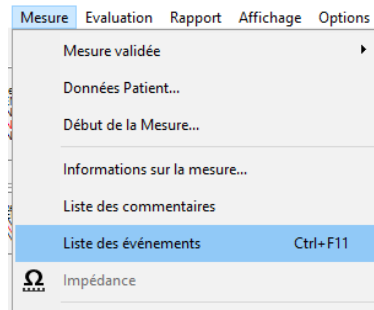 Mesure Evaluation Rapport Affichage Options
Mesure validée
Données Patient...
Début de la Mesure...
Informations sur la mesure...
Liste des commentaires
Liste des événements Ctrl+F11
Ω Impédance